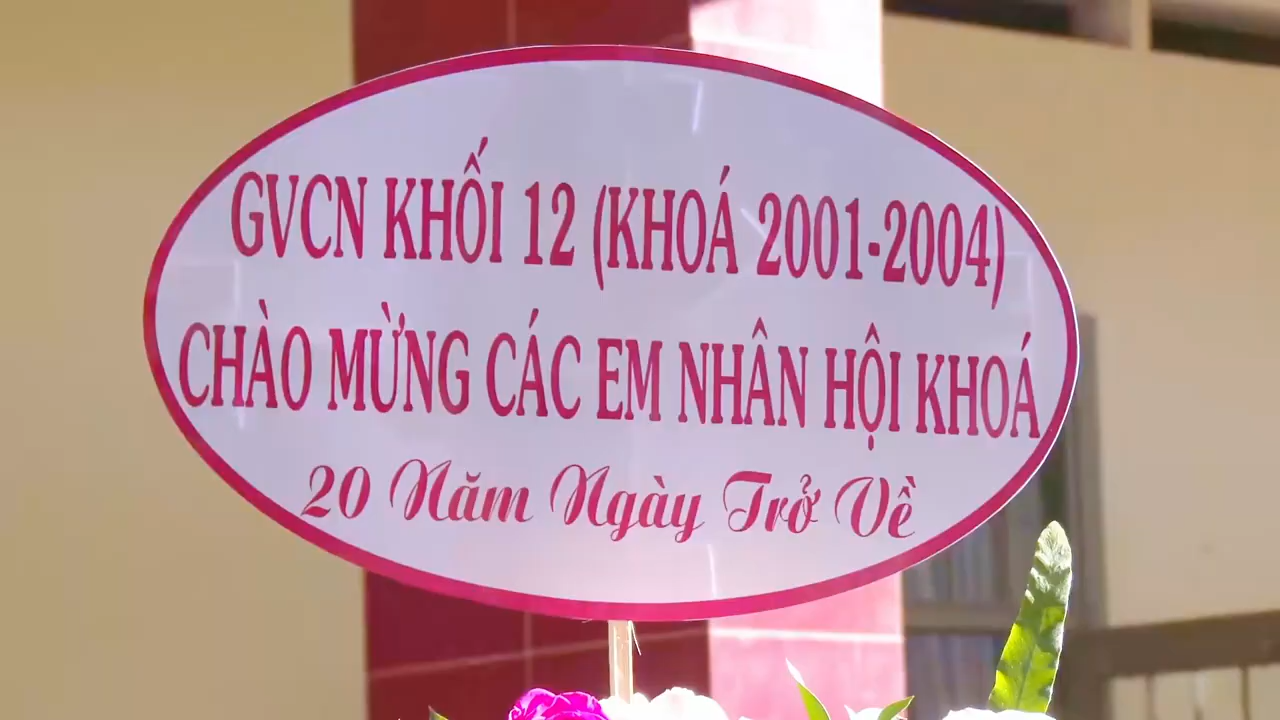 GVCN KHỐI 12 (KHOÁ 2001-2004)
CHÀO MỪNG CÁC EM NHÂN HỘI KHOÁ
20 Năm Ngày Trở Về